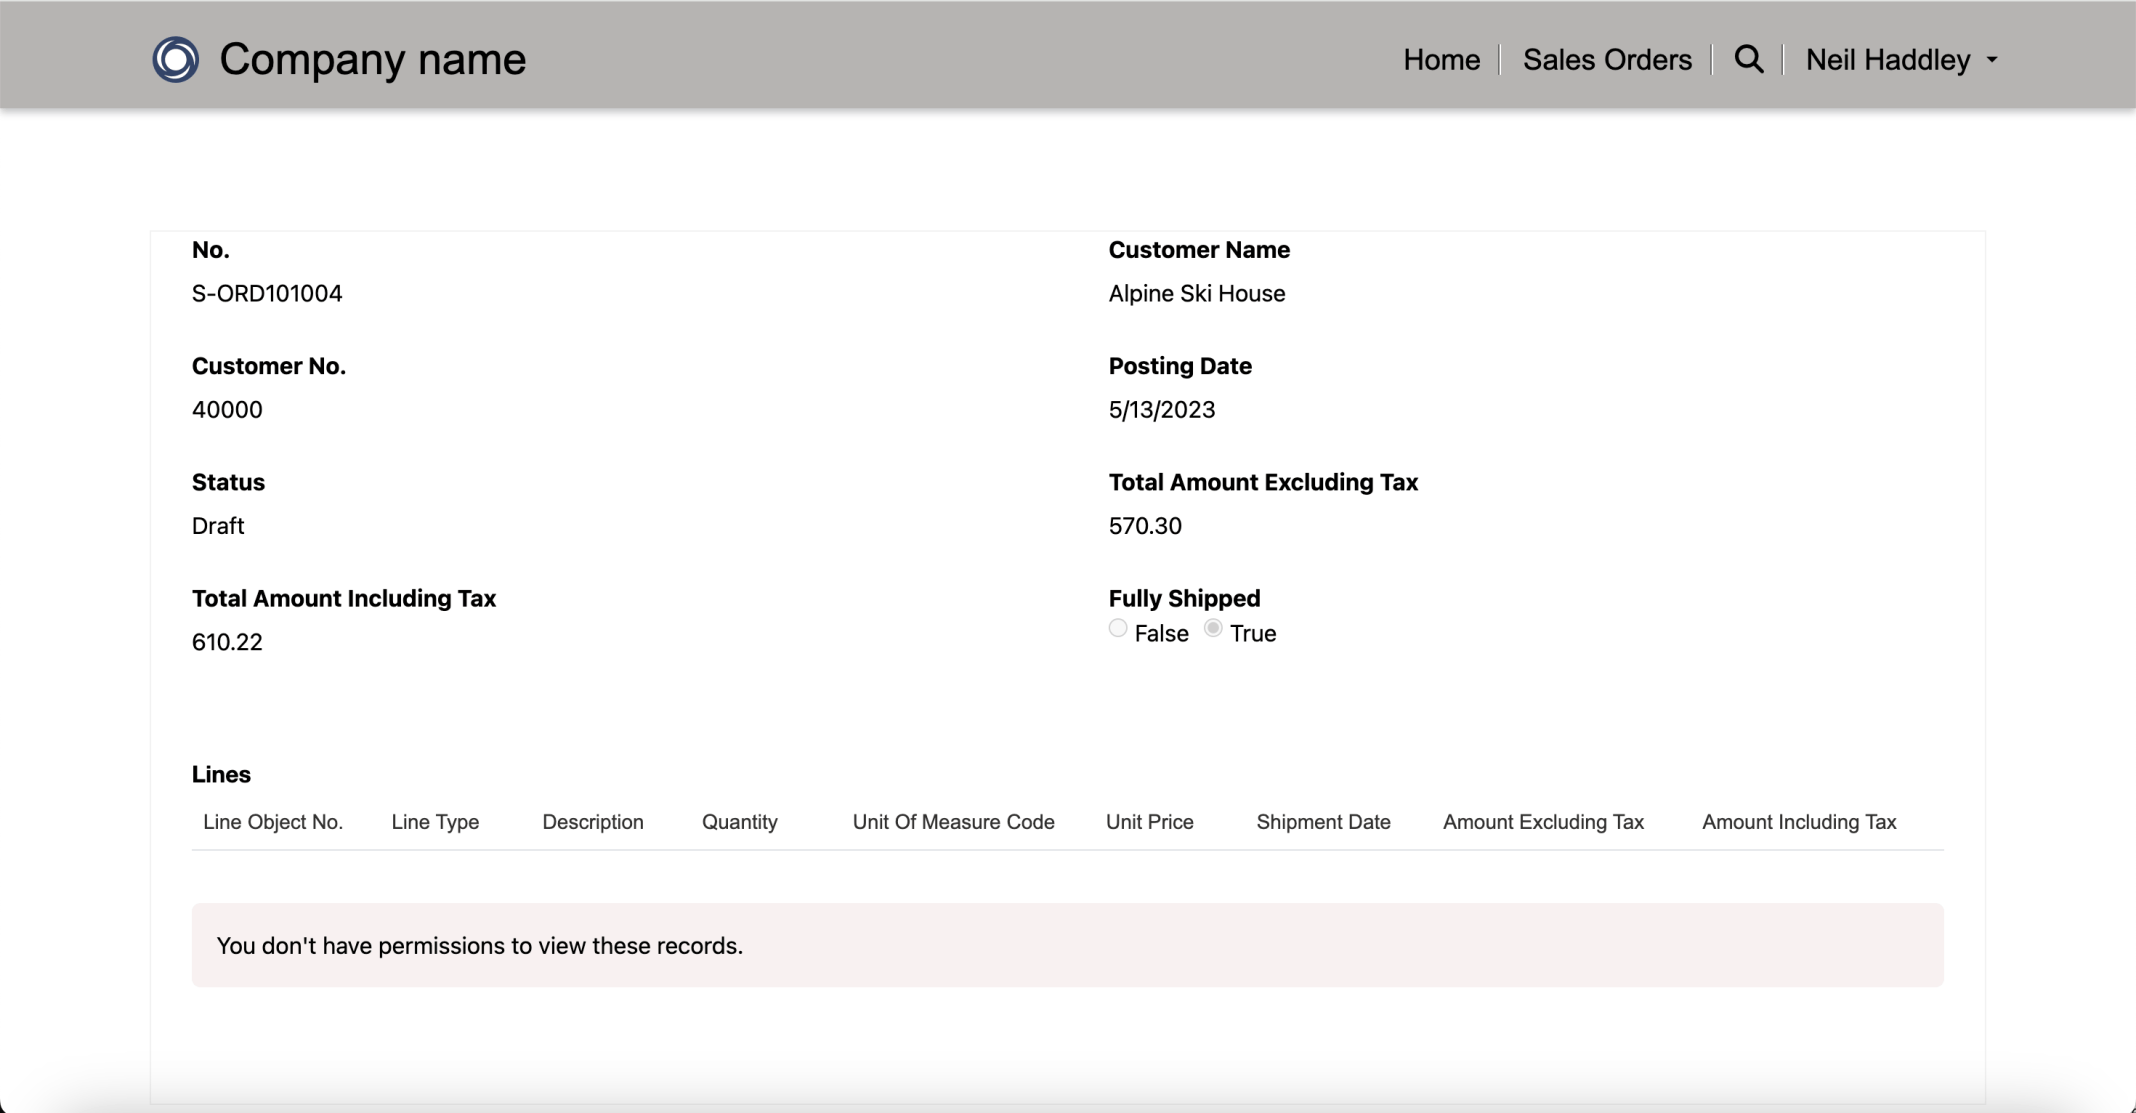 Company name
Home
Sales Orders
Neil Haddley
No.
S-ORD101004
Customer Name
Alpine Ski House
Customer No.
40000
Posting Date
5/13/2023
Status
Draft
Total Amount Excluding Tax
570.30
Total Amount Including Tax
610.22
Fully Shipped
False True
Lines
Line Object No. Line Type Description Quantity Unit Of Measure Code Unit Price Shipment Date Amount Excluding Tax Amount Including Tax
You don't have permissions to view these records.